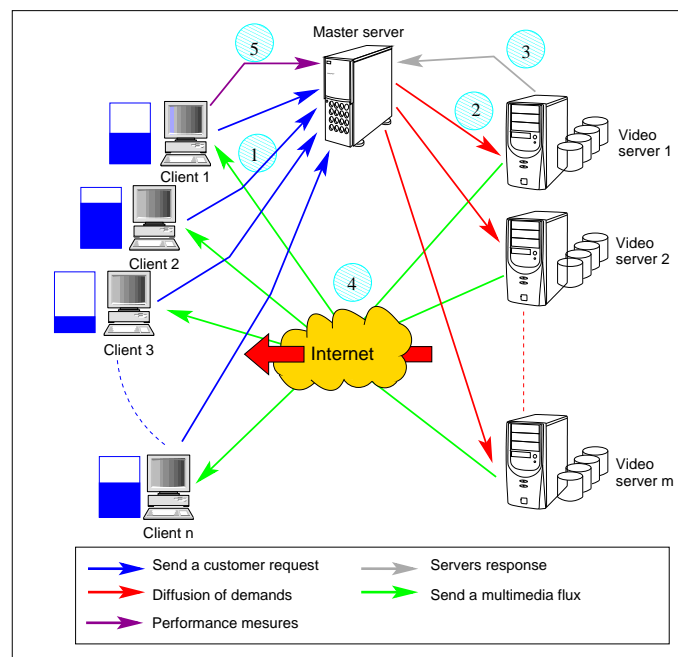 Master server
5
3
2
Client 1
1
Video
server 1
Client 2
Video
server 2
4
Client 3
Internet
Client n
Video
server m
Send a customer request
Servers response
Diffusion of demands
Send a multimedia flux
Performance mesures